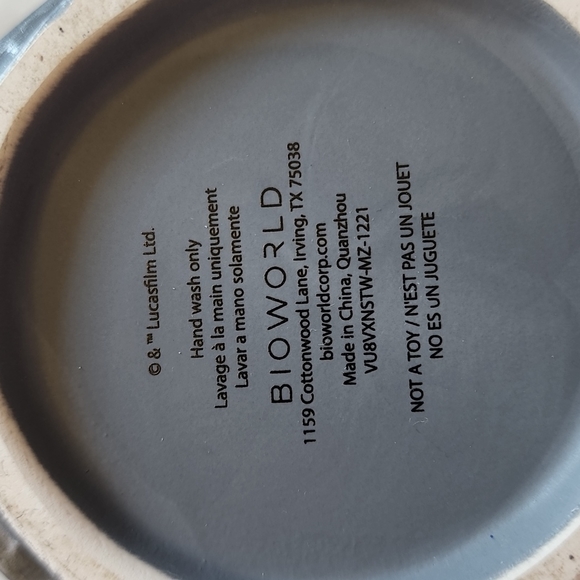 © & ™ Lucasfilm Ltd.
Hand wash only
Lavage à la main uniquement
Lavar a mano solamente
BIOWORLD
1159 Cottonwood Lane, Irving, TX 75038
bioworldcorp.com
Made in China, Quanzhou
VU8VXNSTW-MZ-1221
NOT A TOY / N'EST PAS UN JOUET
NO ES UN JUGUETE